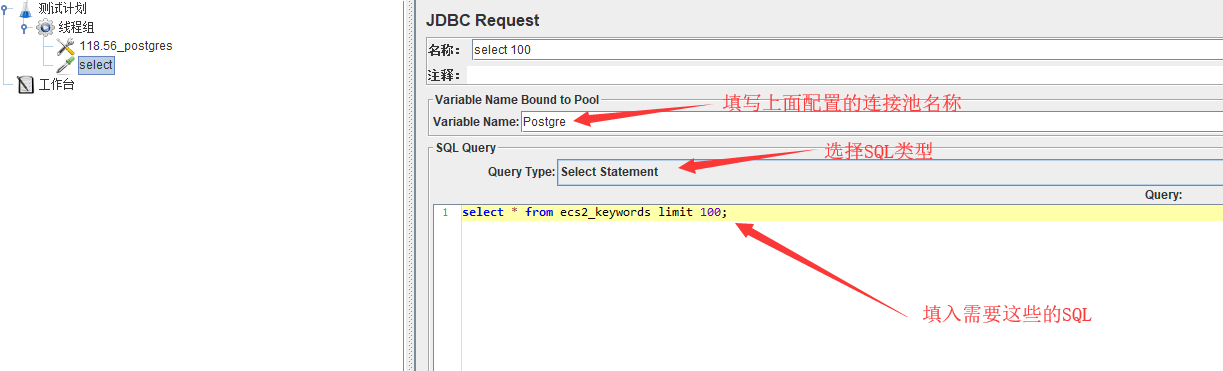 测试计划
线程组
118.56_postgres
select
工作台
JDBC Request
名称： select 100
注释：
Variable Name Bound to Pool
填写上面配置的连接池名称
Variable Name: Postgre
选择SQL类型
SQL Query
Query Type: Select Statement
Query:
1 select * from ecs2_keywords limit 100;
填入需要这些的SQL